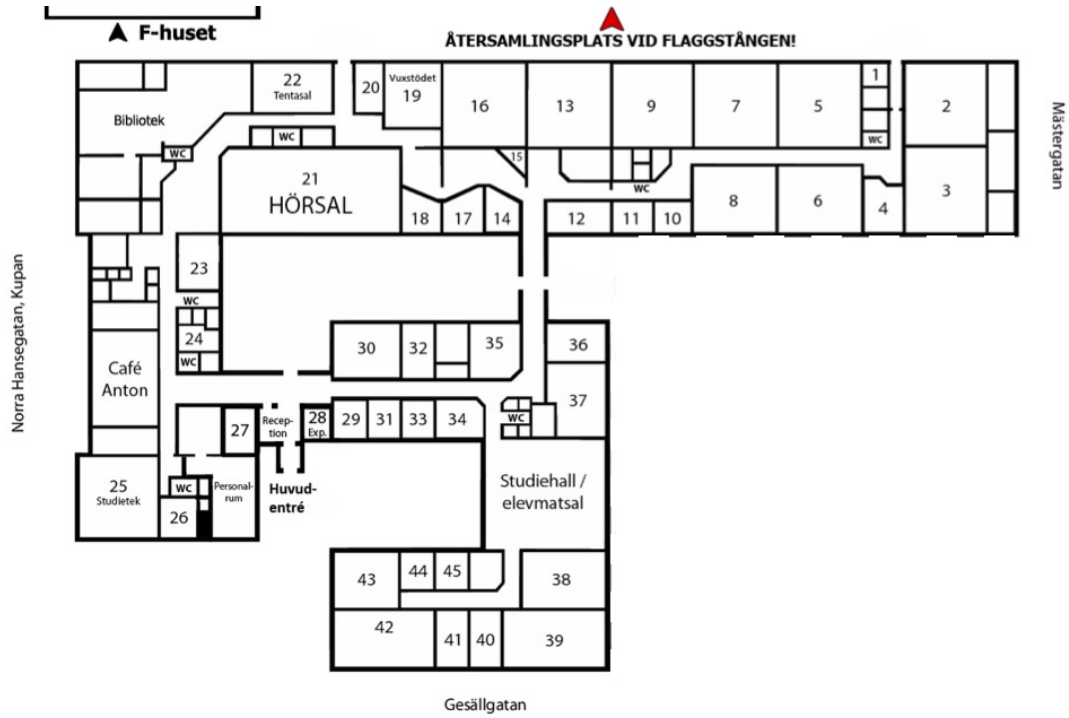 F-huset
ÅTERSAMLINGSPLATS VID FLAGGSTÅNGEN!
22
Tentasal
20
Vuxstödet
19
16
13
9
7
5
1
2
Bibliotek
WC
WC
WC
15
WC
21
HÖRSAL
18
17
14
12
11
10
8
6
4
3
Mästergatan
Norra Hansegatan, Kupan
23
WC
24
WC
30
32
35
36
Café
Anton
37
27
Recep-
tion
28
Exp.
29
31
33
34
WC
25
Studietek
WC
26
Personal-
rum
Huvud-
entré
Studiehall /
elevmatsal
43
44
45
38
42
41
40
39
Gesällgatan